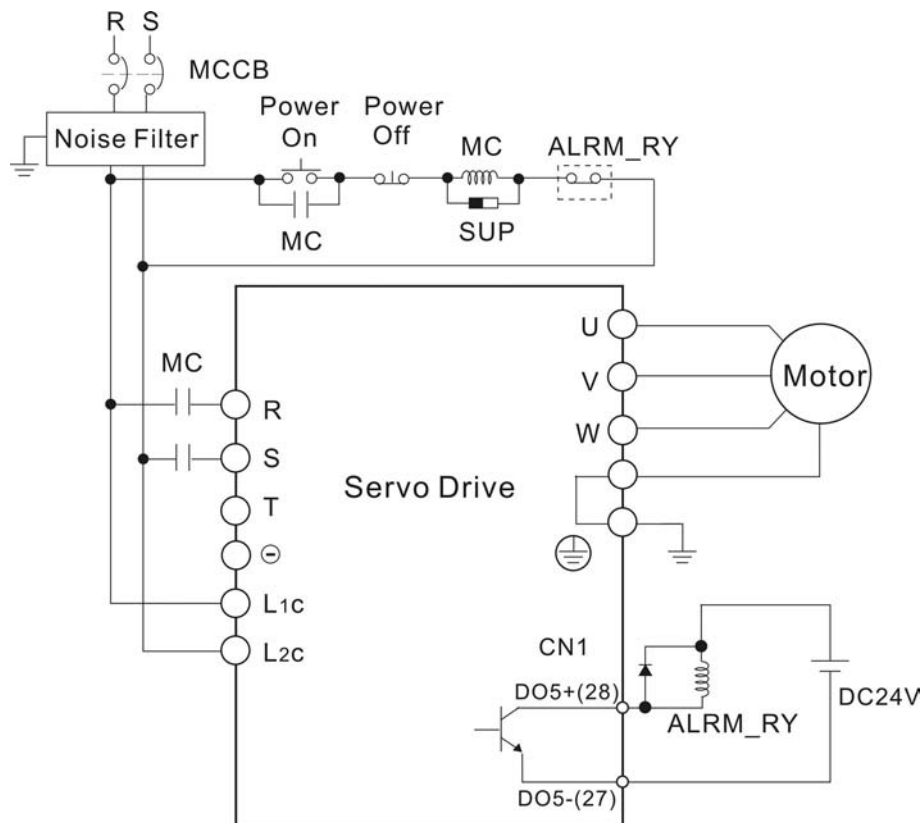 R S
MCCB
Noise Filter
Power
On
Power
Off
MC
ALRM_RY
MC
SUP
MC
R
S
T
⊖
L1c
L2c
Servo Drive
U
V
W
Motor
CN1
DO5+(28)
DO5-(27)
ALRM_RY
DC24V